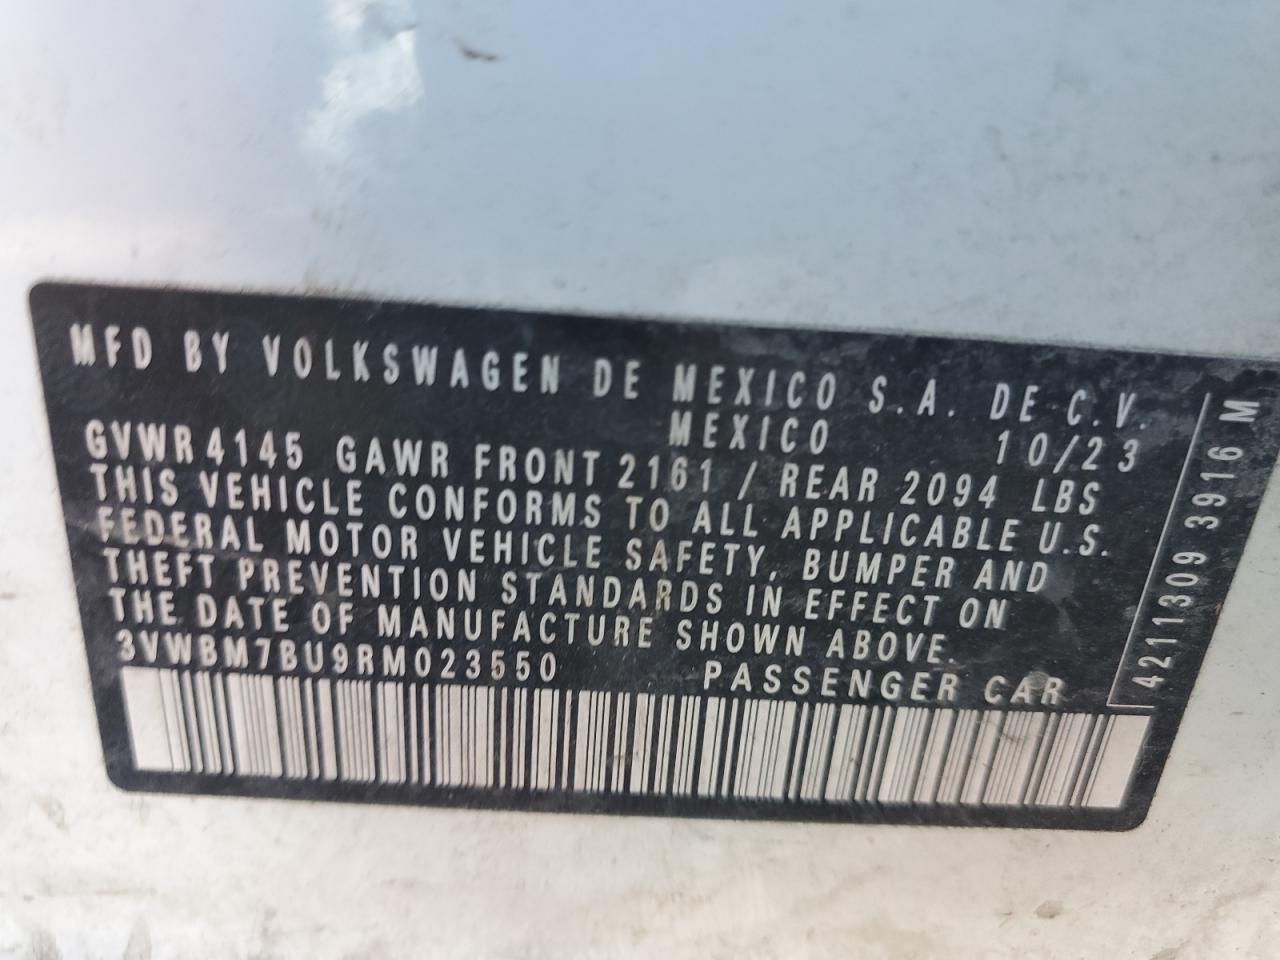 MFD BY VOLKSWAGEN DE MEXICO S.A. DE C.V.
MEXICO 10/23
GVWR 4145 GAWR FRONT 2161 / REAR 2094 LBS
THIS VEHICLE CONFORMS TO ALL APPLICABLE U.S.
FEDERAL MOTOR VEHICLE SAFETY, BUMPER AND
THEFT PREVENTION STANDARDS IN EFFECT ON
THE DATE OF MANUFACTURE SHOWN ABOVE.
3VWBM7BU9RM023550 PASSENGER CAR
4211309 3916 M